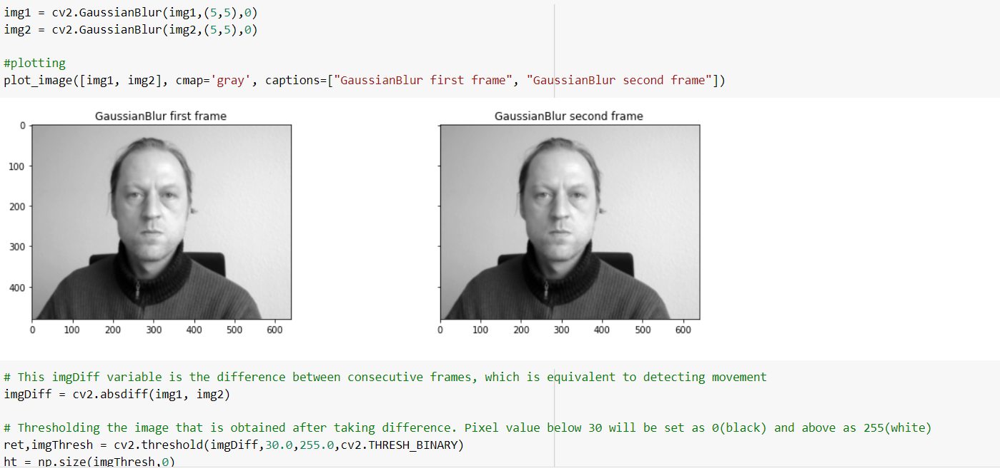 img1 = cv2.GaussianBlur(img1,(5,5),0)
img2 = cv2.GaussianBlur(img2,(5,5),0)
#plotting
plot_image([img1, img2], cmap='gray', captions=["GaussianBlur first frame", "GaussianBlur second frame"])
GaussianBlur first frame
GaussianBlur second frame
0
100
200
300
400
0 100 200 300 400 500 600
0 100 200 300 400 500 600
# This imgDiff variable is the difference between consecutive frames, which is equivalent to detecting movement
imgDiff = cv2.absdiff(img1, img2)
# Thresholding the image that is obtained after taking difference. Pixel value below 30 will be set as 0(black) and above as 255(white)
ret,imgThresh = cv2.threshold(imgDiff,30.0,255.0,cv2.THRESH_BINARY)
ht = np.size(imgThresh,0)